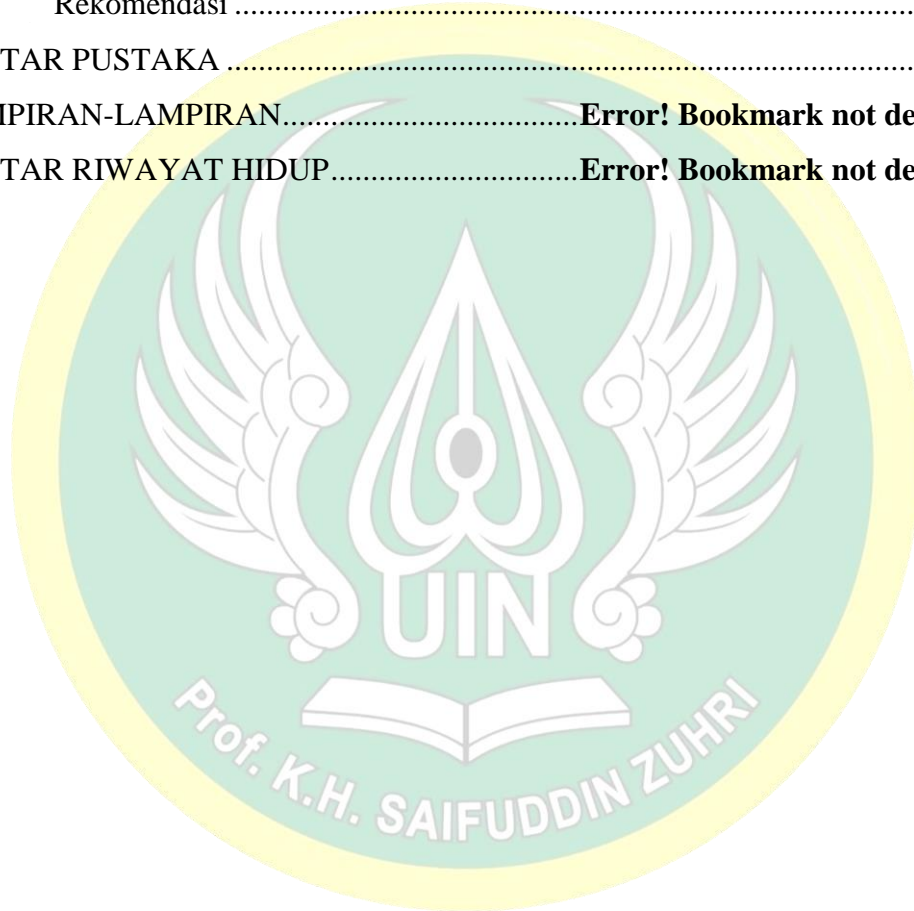 Rekomendasi ..........................................................................................
TAR PUSTAKA ..........................................................................................
MPIRAN-LAMPIRAN.....................................Error! Bookmark not de
TAR RIWAYAT HIDUP...............................Error! Bookmark not de
UIN
Prof. K.H. SAIFUDDIN ZUHRI